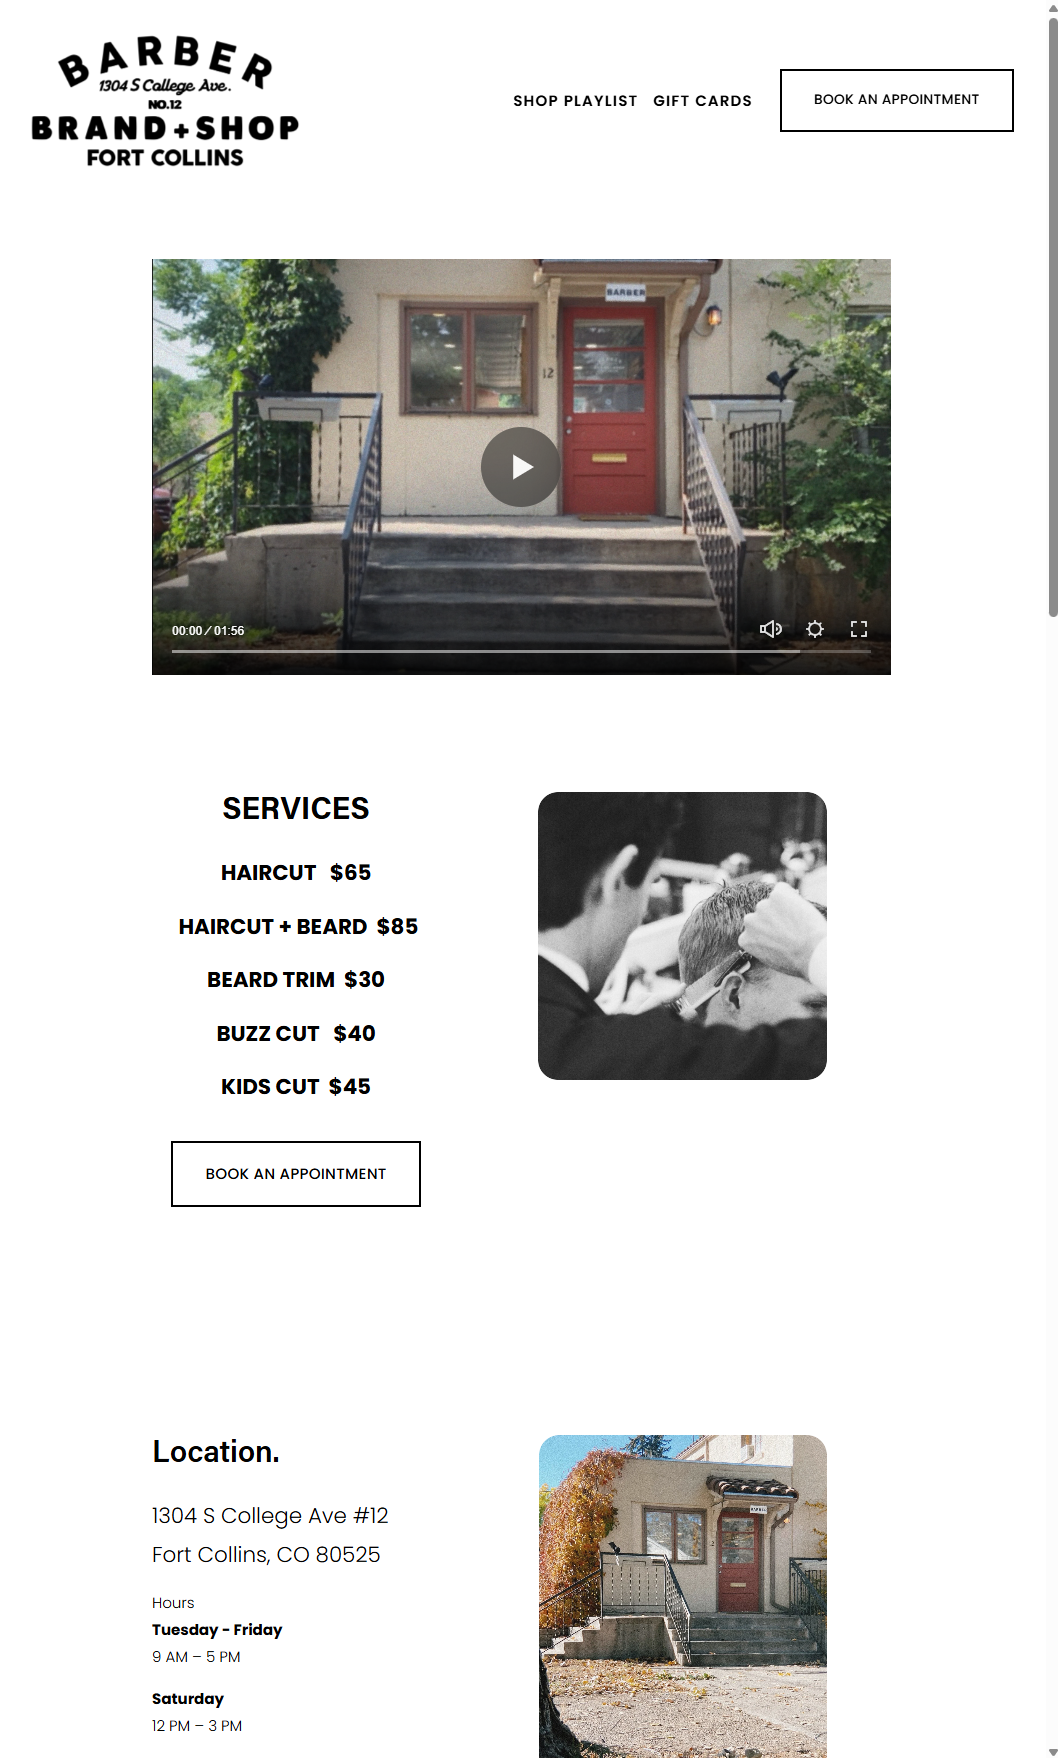 BARBER
1304 S College Ave.
NO.12
BRAND+SHOP
FORT COLLINS
SHOP PLAYLIST GIFT CARDS BOOK AN APPOINTMENT
BARBER
12
00:00/01:56
SERVICES
HAIRCUT $65
HAIRCUT + BEARD $85
BEARD TRIM $30
BUZZ CUT $40
KIDS CUT $45
BOOK AN APPOINTMENT
Location.
1304 S College Ave #12
Fort Collins, CO 80525
Hours
Tuesday - Friday
9 AM – 5 PM
Saturday
12 PM – 3 PM
BARBER